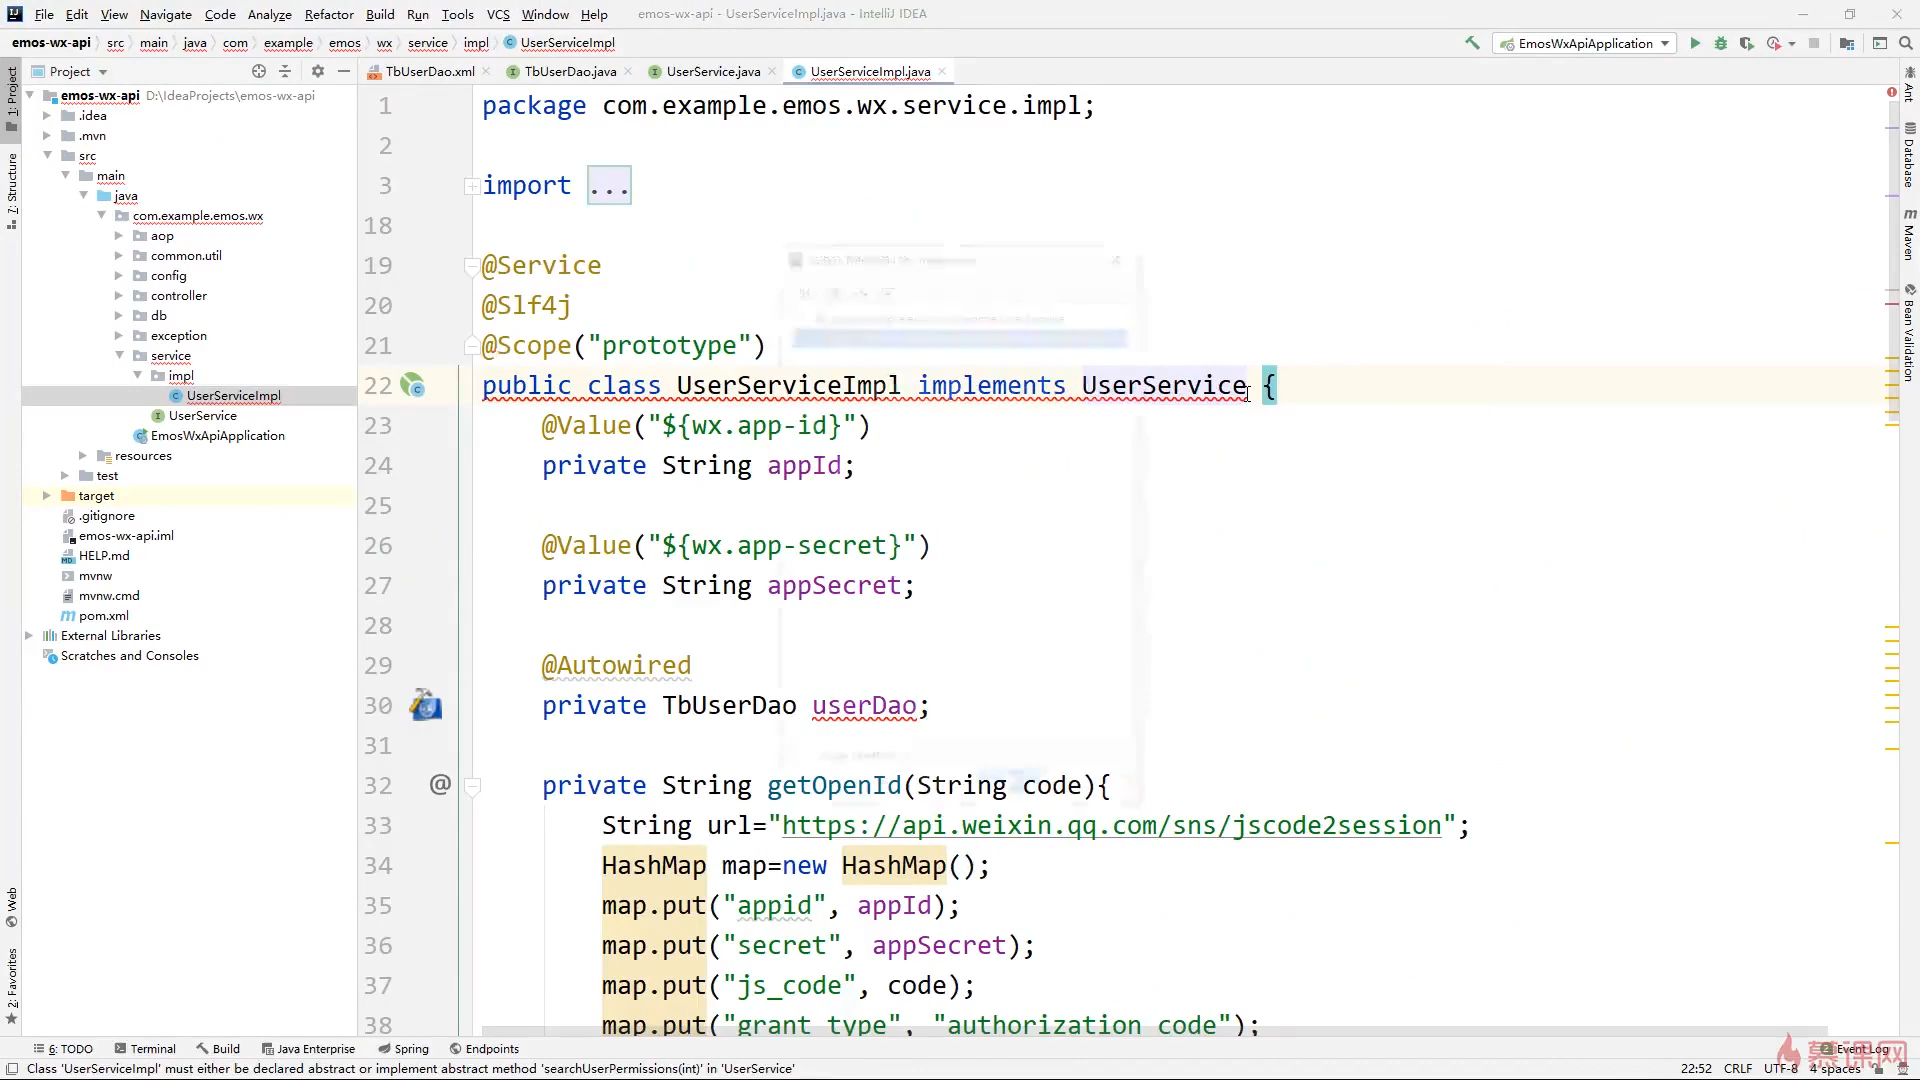 File Edit View Navigate Code Analyze Refactor Build Run Tools VCS Window Help emos-wx-api - UserServiceImpl.java - IntelliJ IDEA
emos-wx-api src main java com example emos wx service impl UserServiceImpl EmosWxApiApplication
Project TbUserDao.xml TbUserDao.java UserService.java UserServiceImpl.java
1: Project
7: Structure
Web
2: Favorites
emos-wx-api D:\IdeaProjects\emos-wx-api
.idea
.mvn
src
main
java
com.example.emos.wx
aop
common.util
config
controller
db
exception
service
impl
UserServiceImpl
UserService
EmosWxApiApplication
resources
test
target
.gitignore
emos-wx-api.iml
HELP.md
mvnw
mvnw.cmd
pom.xml
External Libraries
Scratches and Consoles
1 package com.example.emos.wx.service.impl;
2
3 import ...
18
19 @Service
20 @Slf4j
21 @Scope("prototype")
22 public class UserServiceImpl implements UserService {
23 @Value("${wx.app-id}")
24 private String appId;
25
26 @Value("${wx.app-secret}")
27 private String appSecret;
28
29 @Autowired
30 private TbUserDao userDao;
31
32 @ private String getOpenId(String code){
33 String url="https://api.weixin.qq.com/sns/jscode2session";
34 HashMap map=new HashMap();
35 map.put("appid", appId);
36 map.put("secret", appSecret);
37 map.put("js_code", code);
38 map.put("grant_type", "authorization_code");
Ant
Database
Maven
Bean Validation
6: TODO Terminal Build Java Enterprise Spring Endpoints Event Log
慕课网
Class 'UserServiceImpl' must either be declared abstract or implement abstract method 'searchUserPermissions(int)' in 'UserService' 22:52 CRLF UTF-8 4 spaces